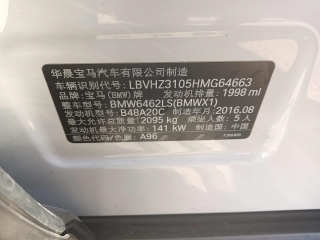 华晨宝马汽车有限公司制造
车辆识别代号: LBVHZ3105HMG64663
品牌: 宝马(BMW)牌 发动机排量: 1998 ml
整车型号: BMW6462LS(BMWX1)
发动机型号: B48A20C 制造年月: 2016.08
最大允许总质量: 2095 kg 乘坐人数: 5 人
发动机最大净功率: 141 kW 制造国: 中国
颜色代码/色圈: A96